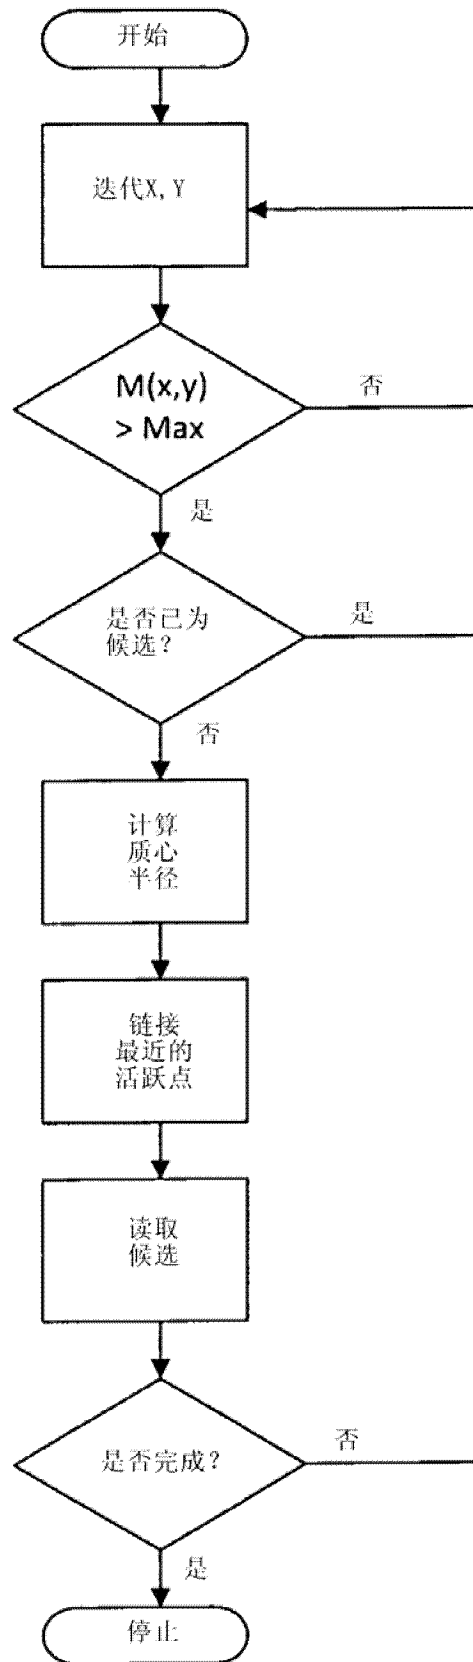 开始
迭代X,Y
M(x,y)
> Max
否
是
是否已为
候选?
是
否
计算
质心
半径
链接
最近的
活跃点
读取
候选
是否完成?
否
是
停止